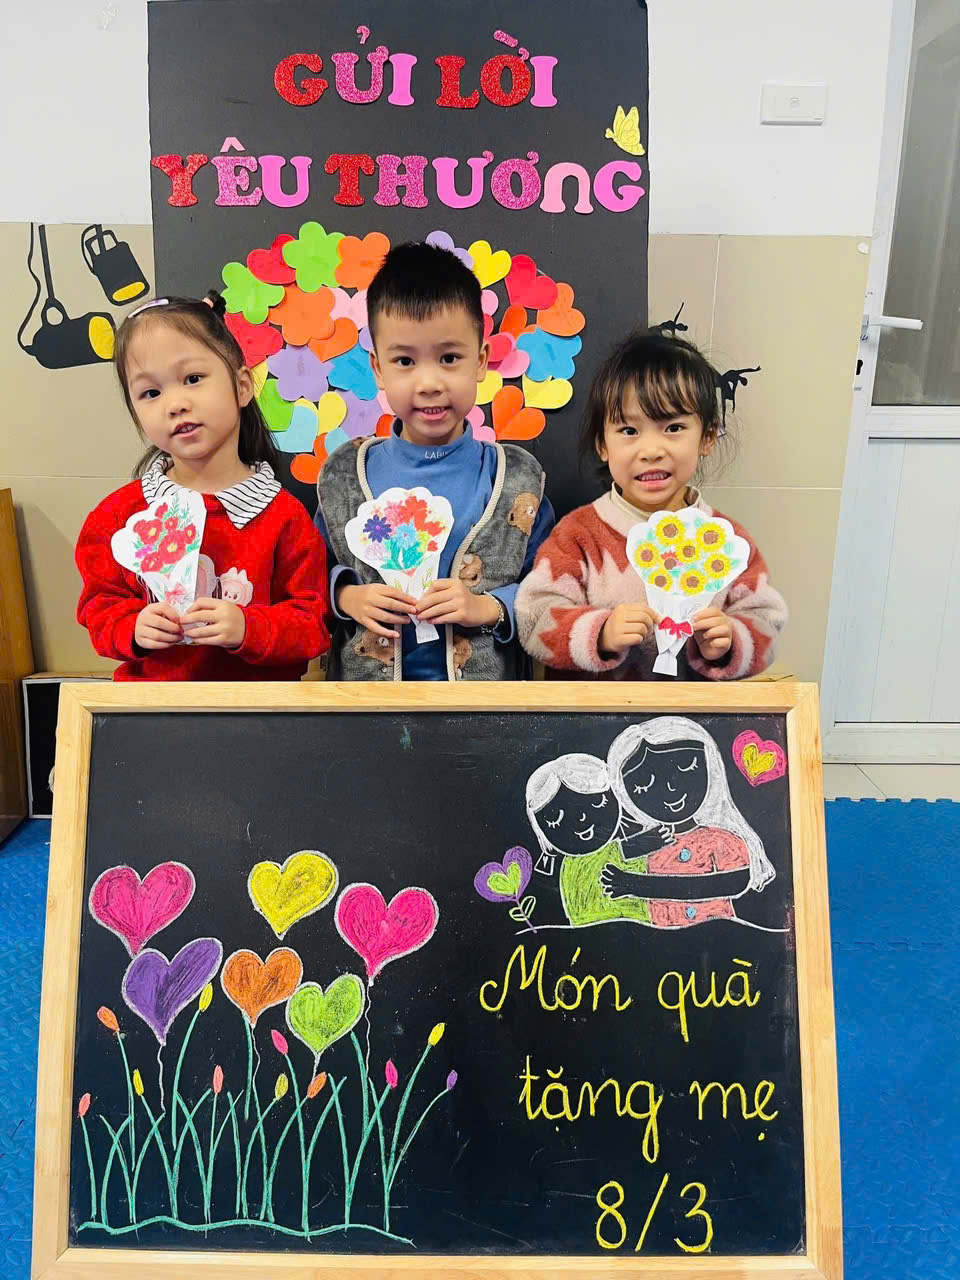 GỬI LỜI
YÊU THƯƠNG
Món quà
tặng mẹ
8/3